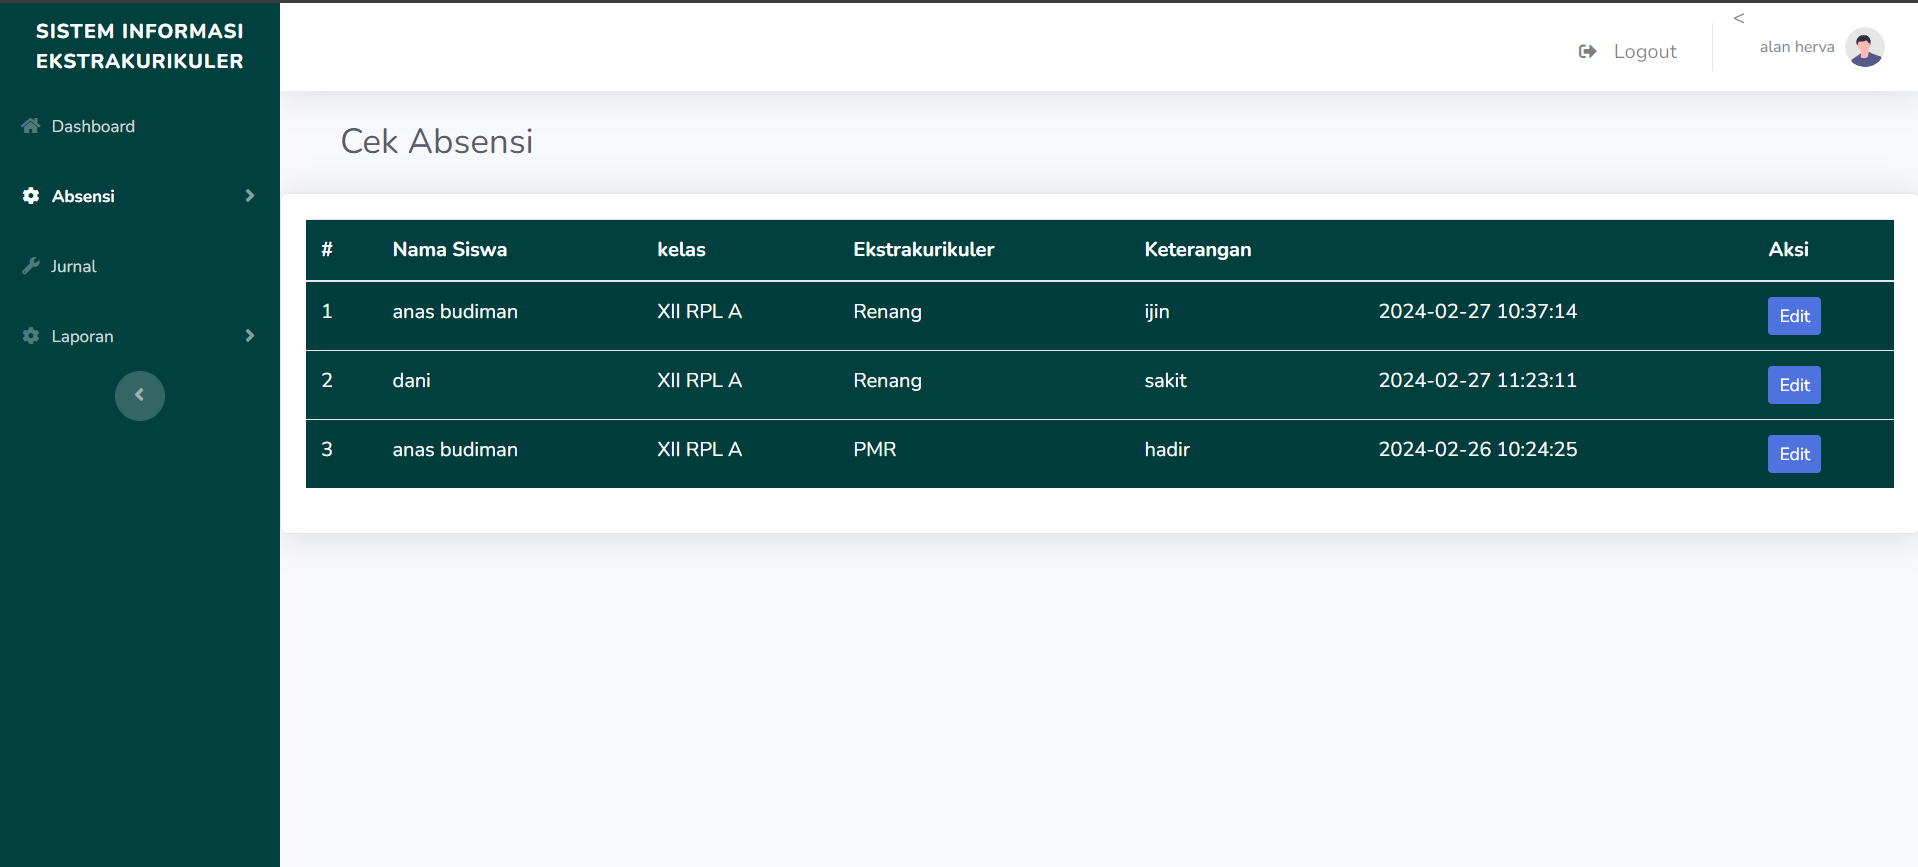 SISTEM INFORMASI
EKSTRAKURIKULER
Dashboard
Absensi
Jurnal
Laporan
<
Logout
alan herva
Cek Absensi
# Nama Siswa kelas Ekstrakurikuler Keterangan Aksi
1 anas budiman XII RPL A Renang ijin 2024-02-27 10:37:14 Edit
2 dani XII RPL A Renang sakit 2024-02-27 11:23:11 Edit
3 anas budiman XII RPL A PMR hadir 2024-02-26 10:24:25 Edit